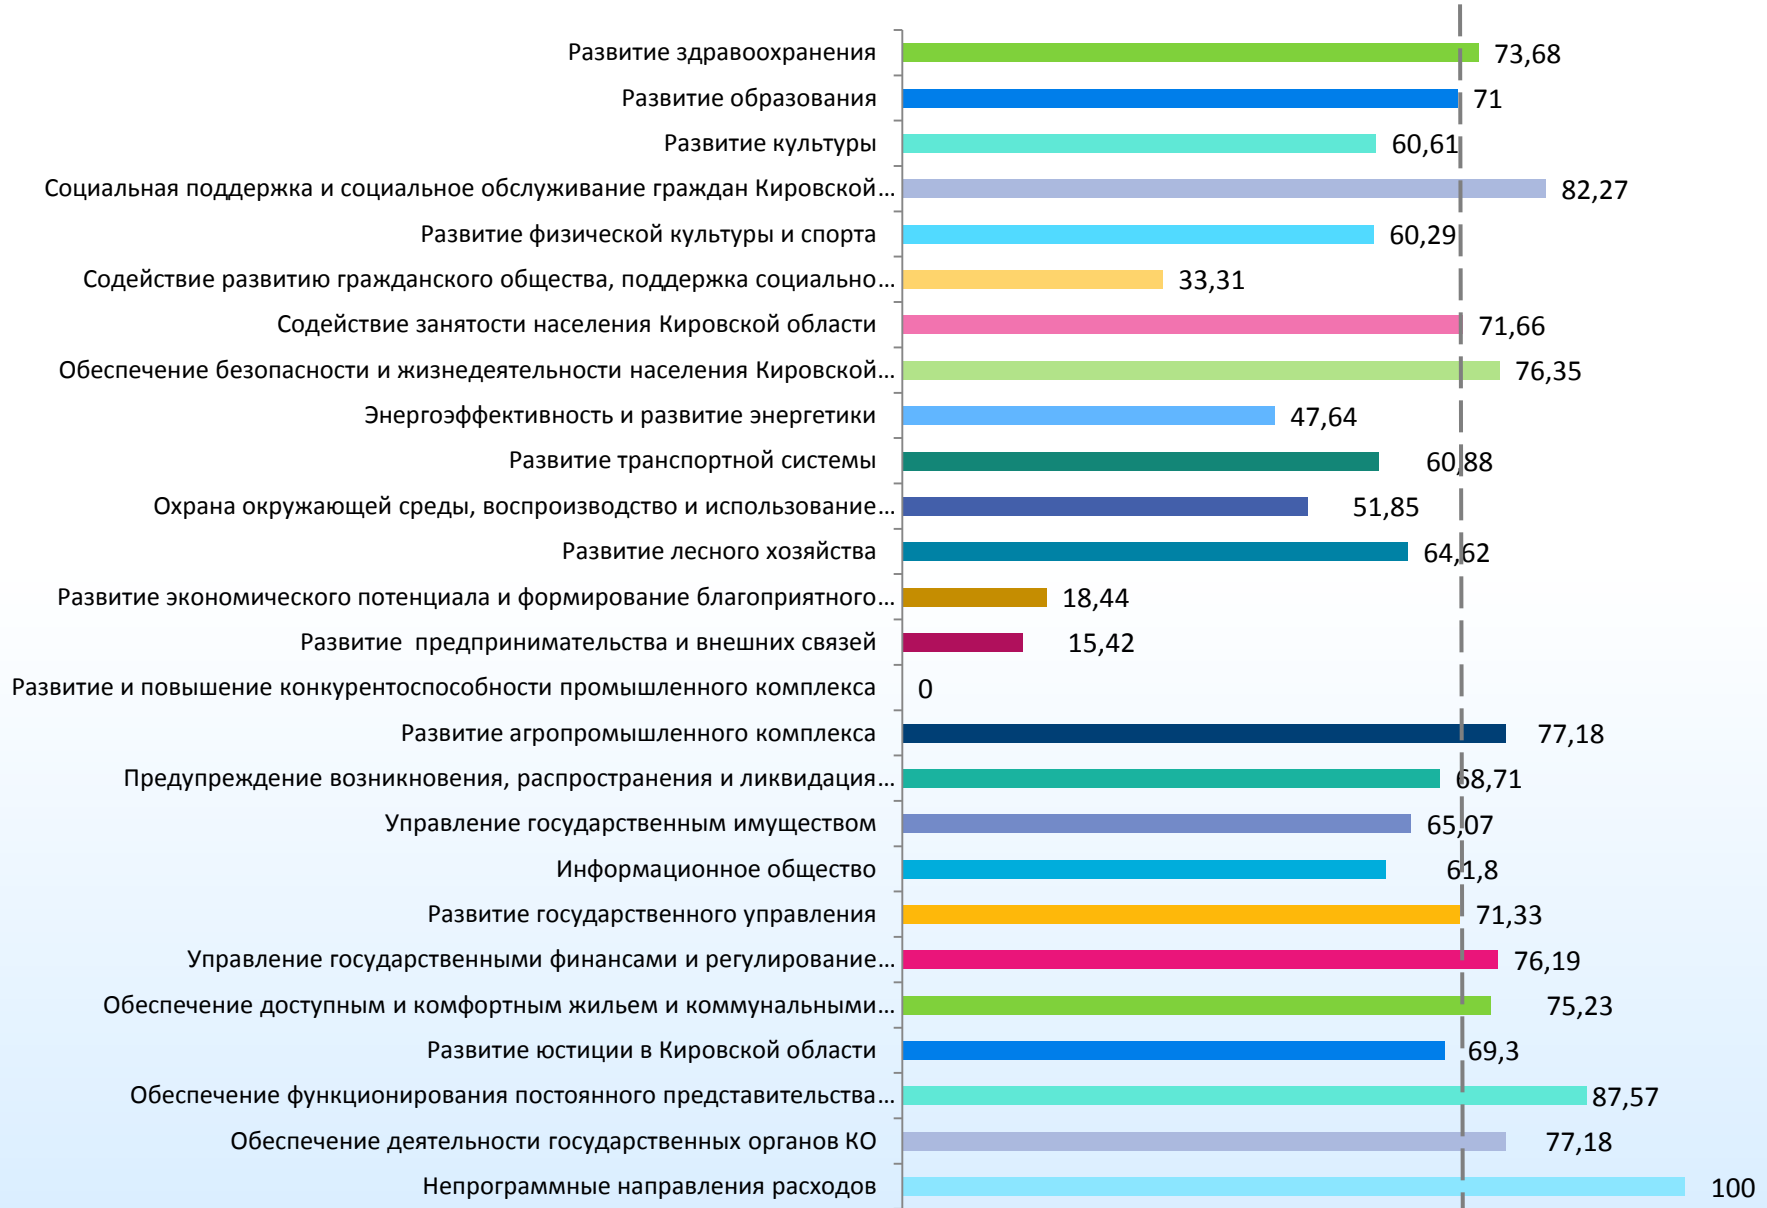 Развитие здравоохранения 73,68
Развитие образования 71
Развитие культуры 60,61
Социальная поддержка и социальное обслуживание граждан Кировской… 82,27
Развитие физической культуры и спорта 60,29
Содействие развитию гражданского общества, поддержка социально… 33,31
Содействие занятости населения Кировской области 71,66
Обеспечение безопасности и жизнедеятельности населения Кировской… 76,35
Энергоэффективность и развитие энергетики 47,64
Развитие транспортной системы 60,88
Охрана окружающей среды, воспроизводство и использование… 51,85
Развитие лесного хозяйства 64,62
Развитие экономического потенциала и формирование благоприятного… 18,44
Развитие предпринимательства и внешних связей 15,42
Развитие и повышение конкурентоспособности промышленного комплекса 0
Развитие агропромышленного комплекса 77,18
Предупреждение возникновения, распространения и ликвидация… 68,71
Управление государственным имуществом 65,07
Информационное общество 61,8
Развитие государственного управления 71,33
Управление государственными финансами и регулирование… 76,19
Обеспечение доступным и комфортным жильем и коммунальными… 75,23
Развитие юстиции в Кировской области 69,3
Обеспечение функционирования постоянного представительства… 87,57
Обеспечение деятельности государственных органов КО 77,18
Непрограммные направления расходов 100